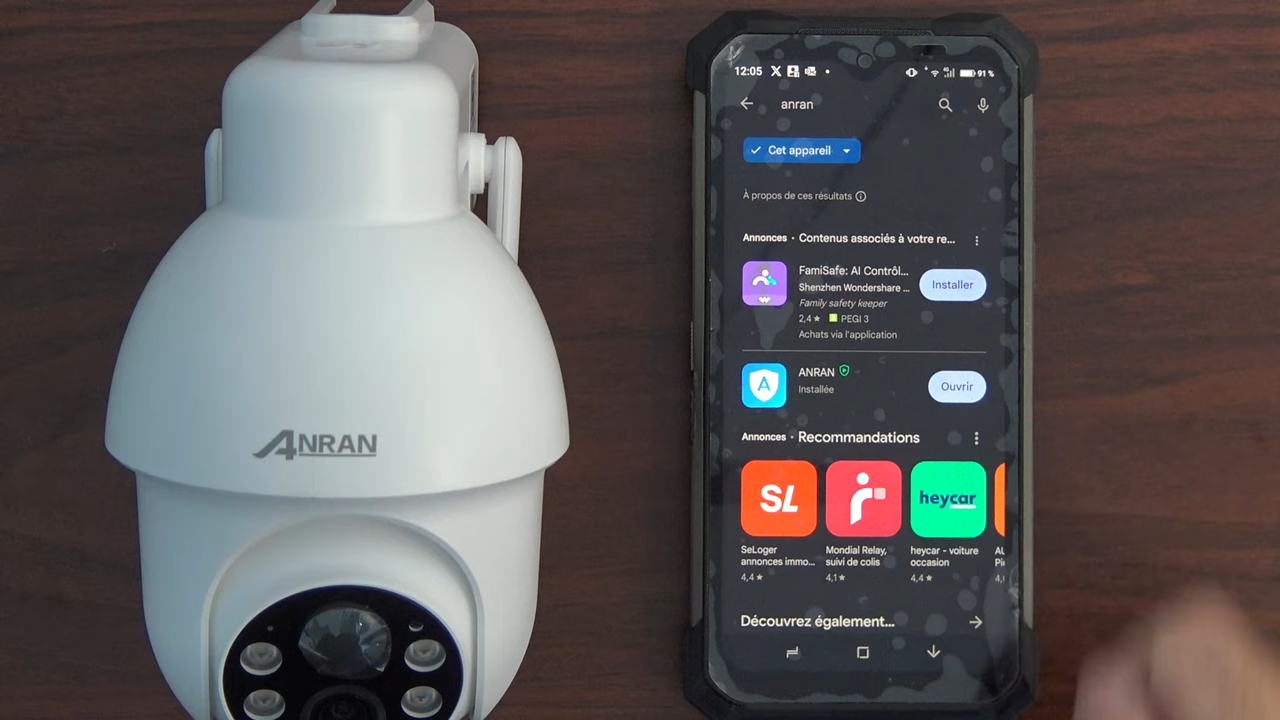 ANRAN
12:05
91%
anran
Cet appareil
À propos de ces résultats
Annonces • Contenus associés à votre re...
FamiSafe: AI Contrôl...
Shenzhen Wondershare ...
Family safety keeper
2,4★ PEGI 3
Achats via l'application
Installer
ANRAN
Installée
Ouvrir
Annonces • Recommandations
SL
heycar
SeLoger
annonces immo...
4,4★
Mondial Relay,
suivi de colis
4,1★
heycar - voiture
occasion
4,4★
Découvrez également...